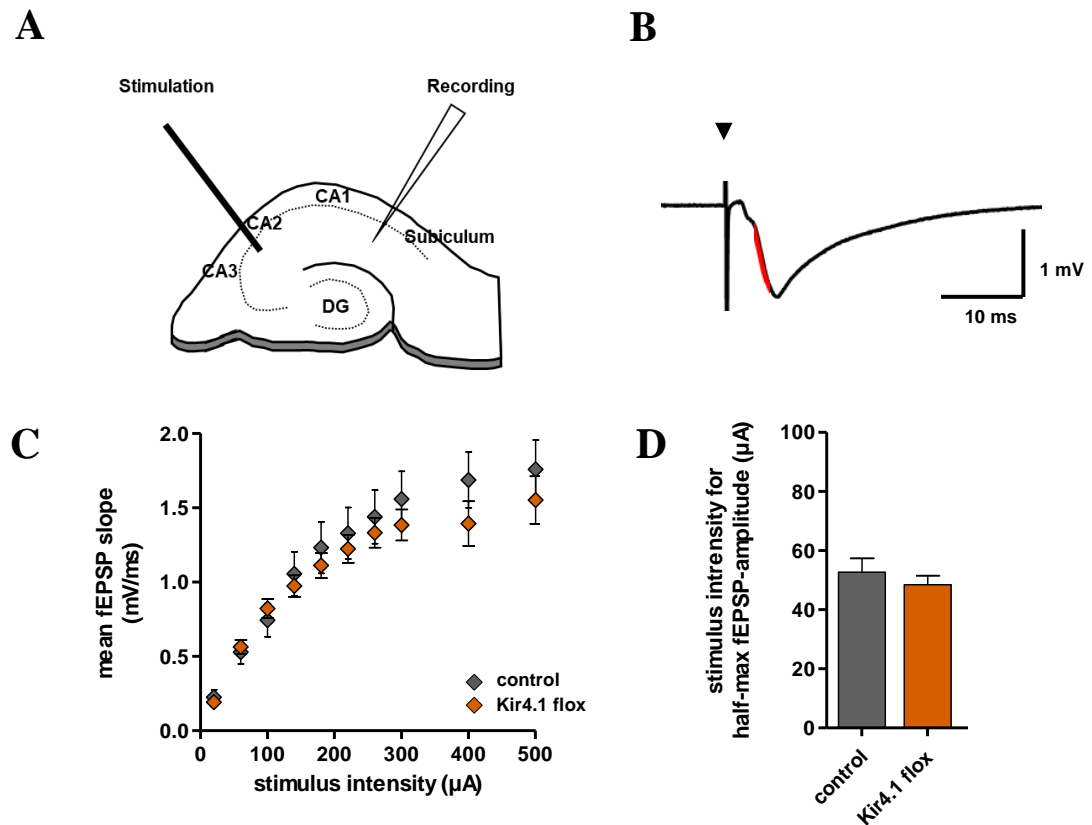 A
Stimulation
Recording
CA1
CA2
Subiculum
CA3
DG
B
1 mV
10 ms
C
mean fEPSP slope
(mV/ms)
2.0
1.5
1.0
0.5
0.0
0 100 200 300 400 500
stimulus intensity (µA)
control
Kir4.1 flox
D
stimulus intrensity for
half-max fEPSP-amplitude (µA)
100
80
60
40
20
0
control
Kir4.1 flox